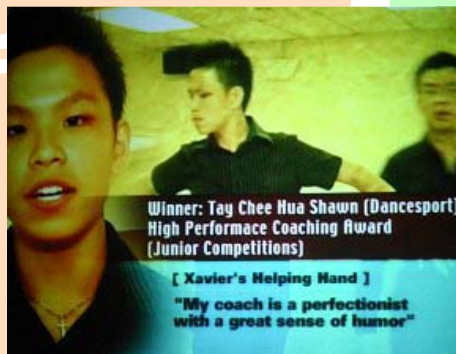 Winner: Tay Chee Hua Shawn (Dancesport)
High Performace Coaching Award
(Junior Competitions)
[ Xavier's Helping Hand ]
"My coach is a perfectionist
with a great sense of humor"